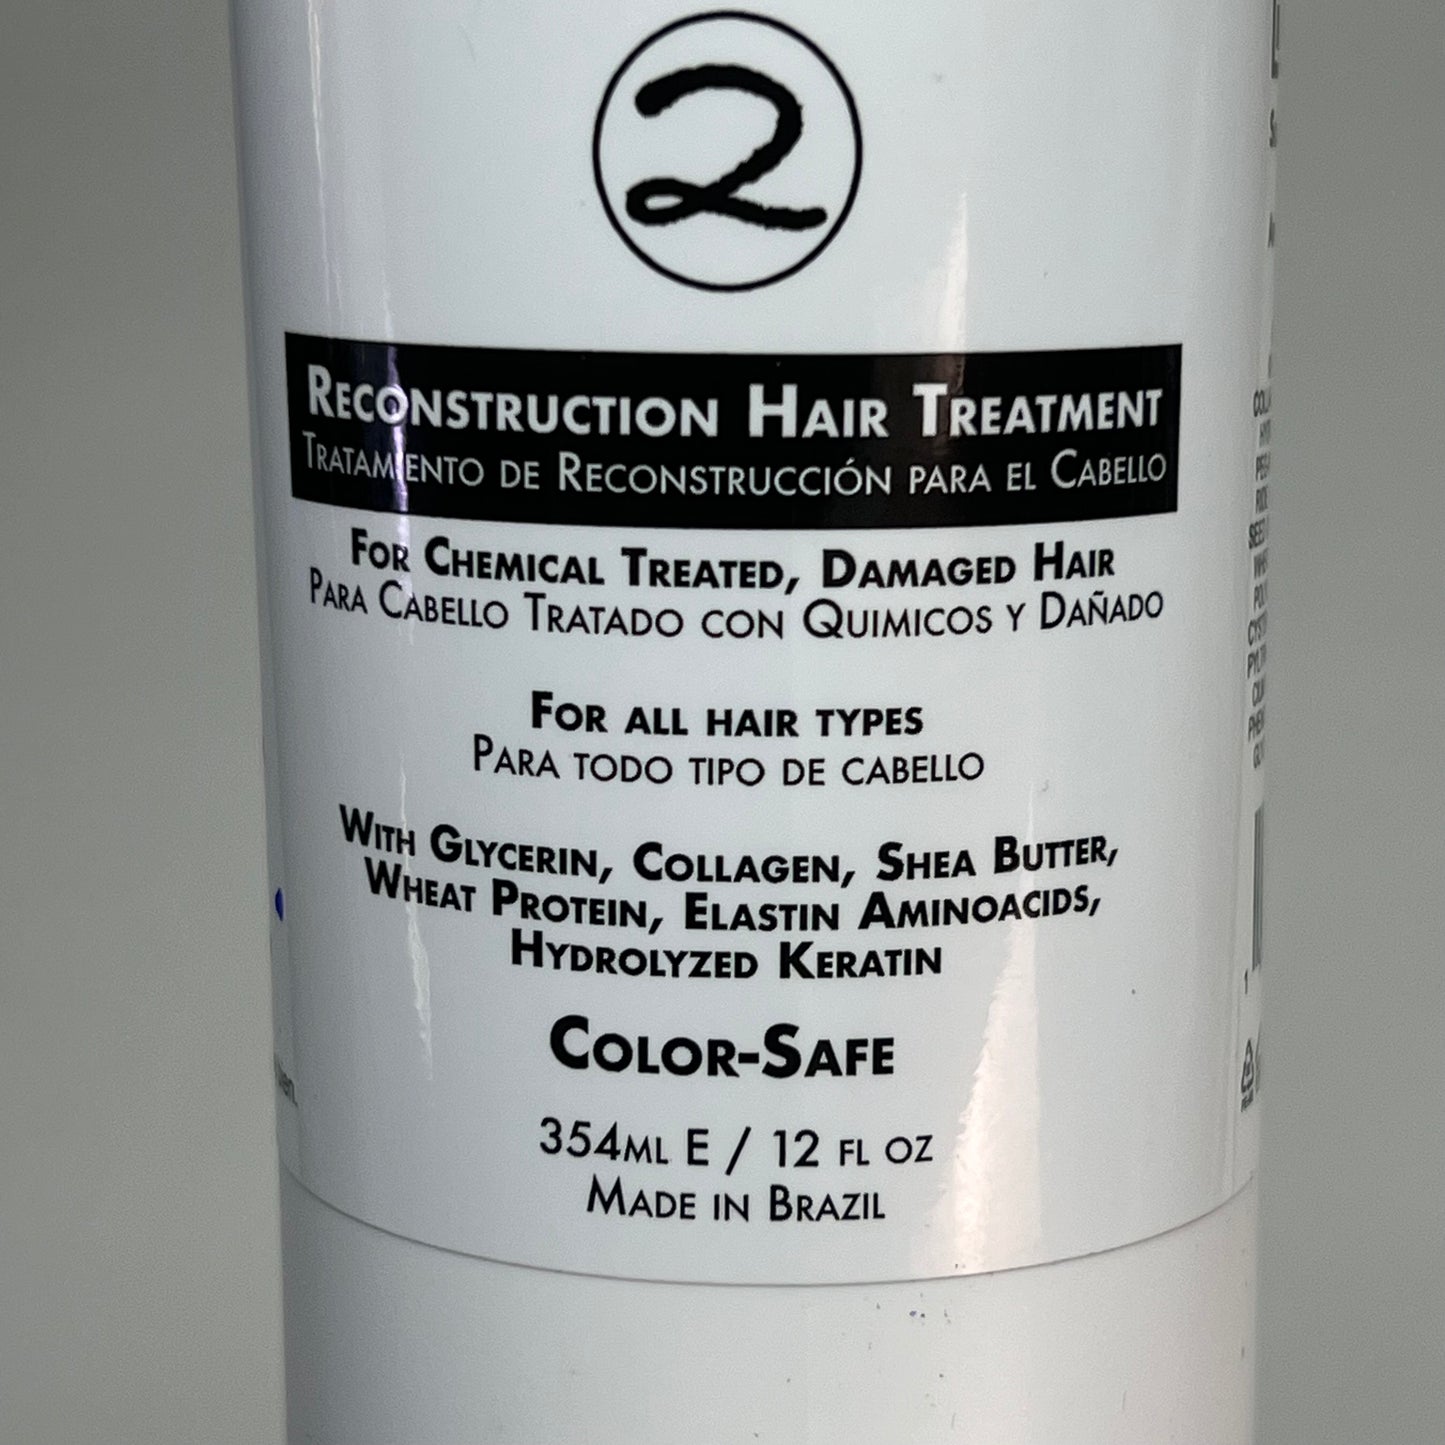 2
Reconstruction Hair Treatment
Tratamiento de Reconstrucción para el Cabello
For Chemical Treated, Damaged Hair
Para Cabello Tratado con Quimicos y Dañado
For all hair types
Para todo tipo de cabello
With Glycerin, Collagen, Shea Butter,
Wheat Protein, Elastin Aminoacids,
Hydrolyzed Keratin
Color-Safe
354ml E / 12 fl oz
Made in Brazil